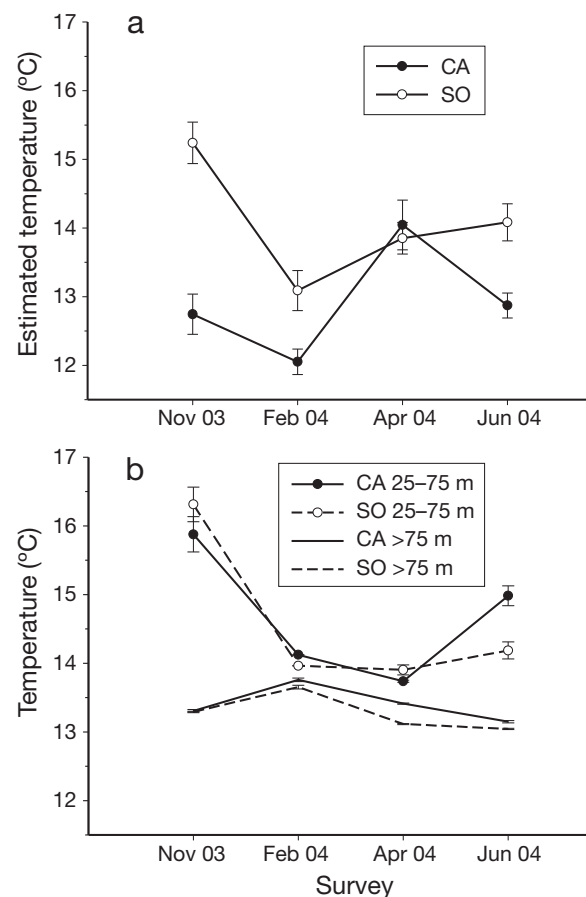 a
17
16
15
14
13
12
Estimated temperature (ºC)
CA
SO
Nov 03 Feb 04 Apr 04 Jun 04
b
17
16
15
14
13
12
Temperature (ºC)
CA 25–75 m
SO 25–75 m
CA >75 m
SO >75 m
Nov 03 Feb 04 Apr 04 Jun 04
Survey